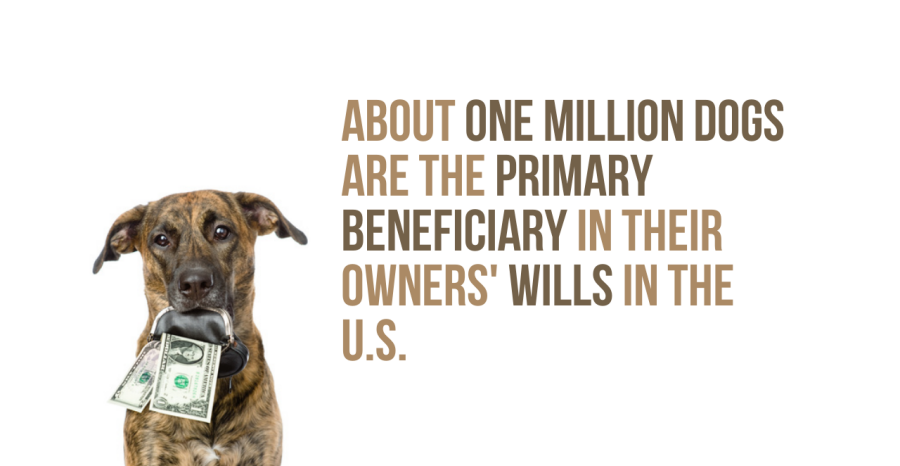 ABOUT ONE MILLION DOGS
ARE THE PRIMARY
BENEFICIARY IN THEIR
OWNERS' WILLS IN THE
U.S.